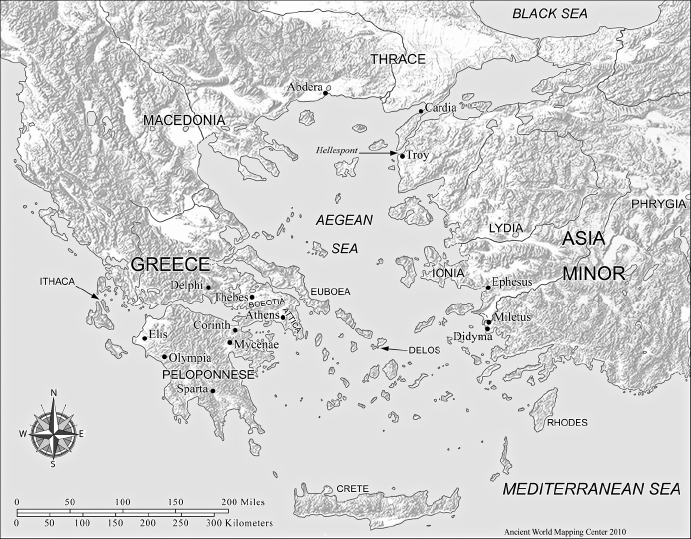 BLACK SEA
THRACE
Abdera
Cardia
MACEDONIA
Hellespont
Troy
PHRYGIA
AEGEAN
SEA
LYDIA
ASIA
MINOR
GREECE
IONIA
ITHACA
Delphi
Ephesus
EUBOEA
Thebes
BOEOTIA
Athens
ATTICA
Miletus
Corinth
Didyma
Elis
Mycenae
DELOS
Olympia
PELOPONNESE
Sparta
RHODES
N
W
E
S
CRETE
MEDITERRANEAN SEA
0 50 100 150 200 Miles
0 50 100 150 200 250 300 Kilometers
Ancient World Mapping Center 2010